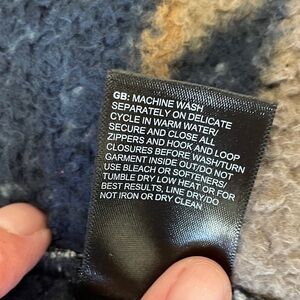 GB: MACHINE WASH
SEPARATELY ON DELICATE
CYCLE IN WARM WATER/
SECURE AND CLOSE ALL
ZIPPERS AND HOOK AND LOOP
CLOSURES BEFORE WASH/TURN
GARMENT INSIDE OUT/DO NOT
USE BLEACH OR SOFTENERS/
TUMBLE DRY LOW HEAT OR FOR
BEST RESULTS, LINE DRY/DO
NOT IRON OR DRY CLEAN